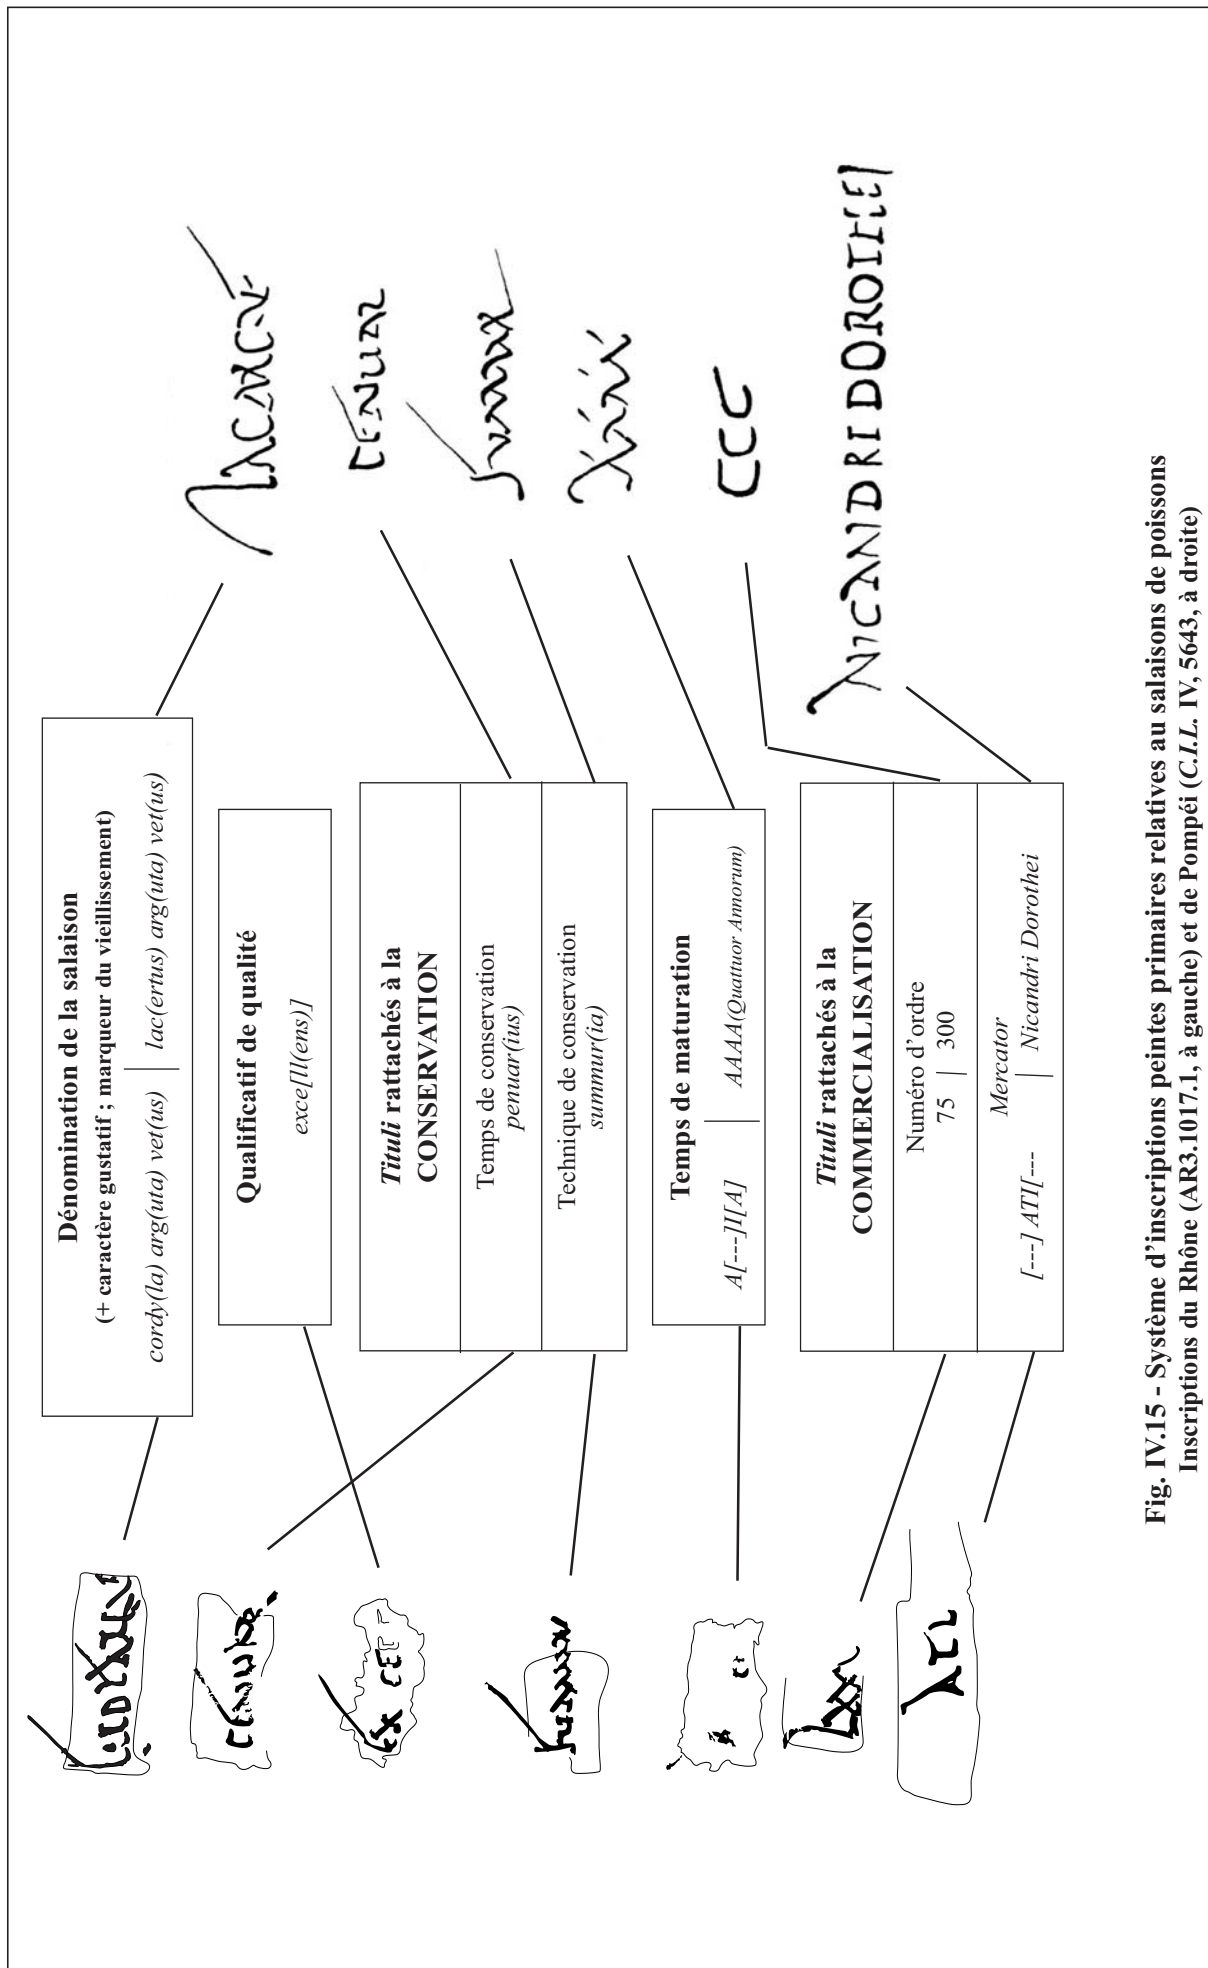 Dénomination de la salaison
(+ caractère gustatif ; marqueur du vieillissement)
cordy(la) arg(uta) vet(us) | lac(ertus) arg(uta) vet(us)
Qualificatif de qualité
exce[ll(ens)]
Tituli rattachés à la
CONSERVATION
Temps de conservation
penuar(ius)
Technique de conservation
summur(ia)
Temps de maturation
A[---]I[A] | AAAA(Quattuor Annorum)
Tituli rattachés à la
COMMERCIALISATION
Numéro d'ordre
75 | 300
Mercator
[---] ATI[--- | Nicandri Dorothei
CCC
NICANDRI DOROTHEI
Fig. IV.15 - Système d'inscriptions peintes primaires relatives au salaisons de poissons
Inscriptions du Rhône (AR3.1017.1, à gauche) et de Pompéi (C.I.L. IV, 5643, à droite)